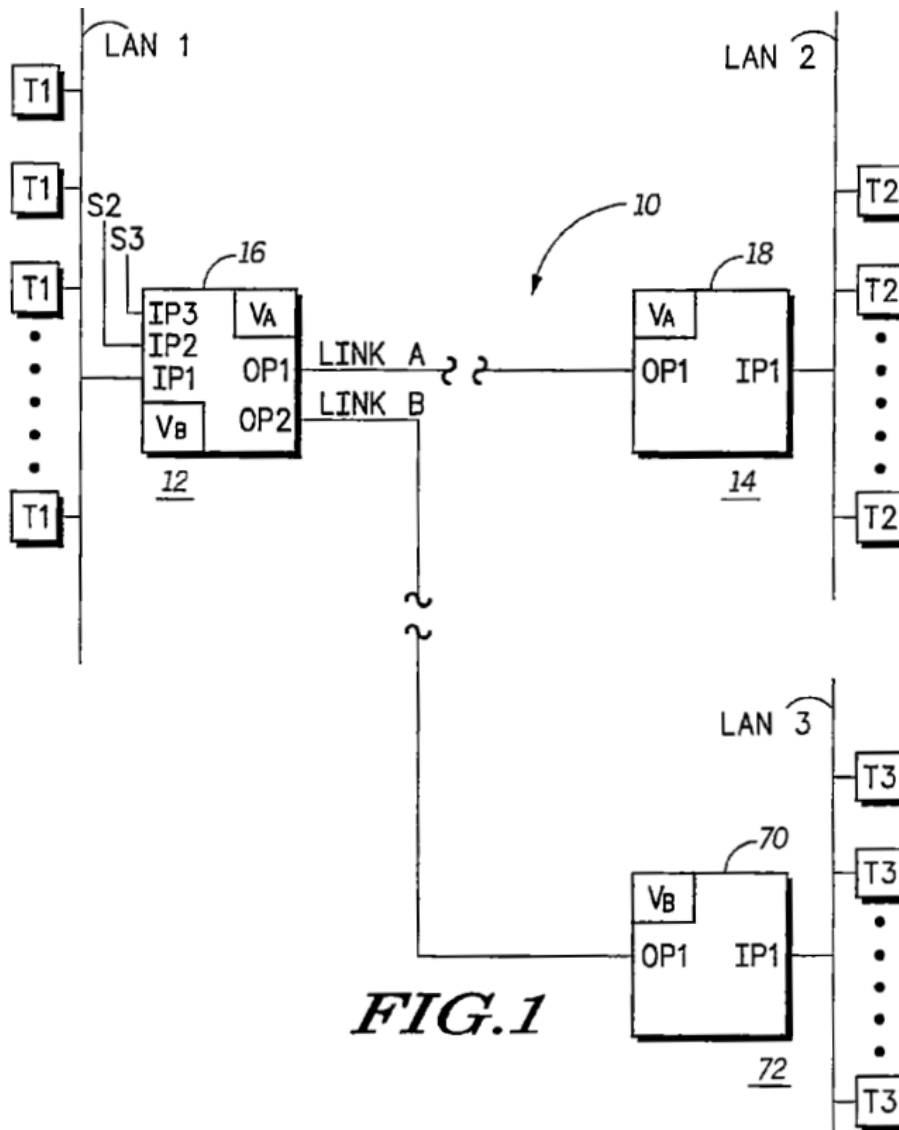 LAN 1
LAN 2
T1
T1
T2
S2
S3
10
16
18
T1
T2
IP3
VA
VA
IP2
IP1
OP1
LINK A
OP1
IP1
OP2
LINK B
VB
12
14
T1
T2
LAN 3
T3
70
T3
VB
OP1
IP1
FIG.1
72
T3